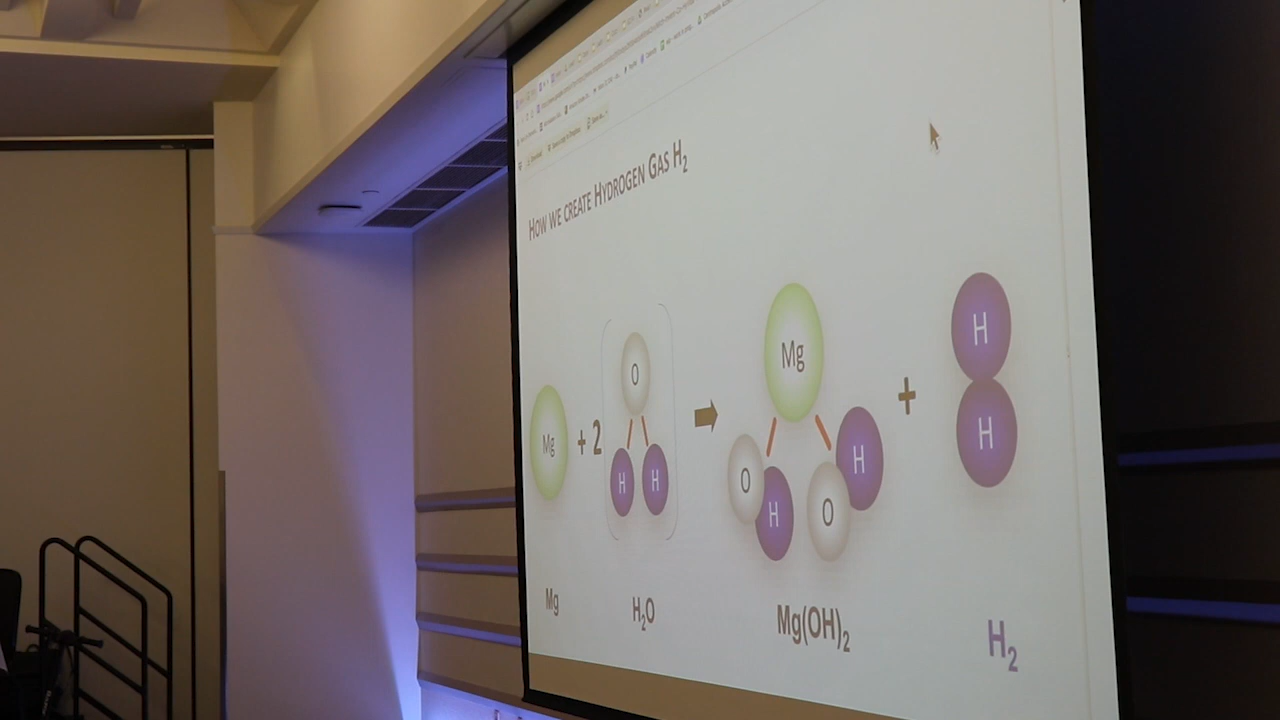 How we create Hydrogen Gas H₂
Mg
+ 2
O
H H
Mg
O H
O H
+
H
H
Mg
H₂O
Mg(OH)₂
H₂